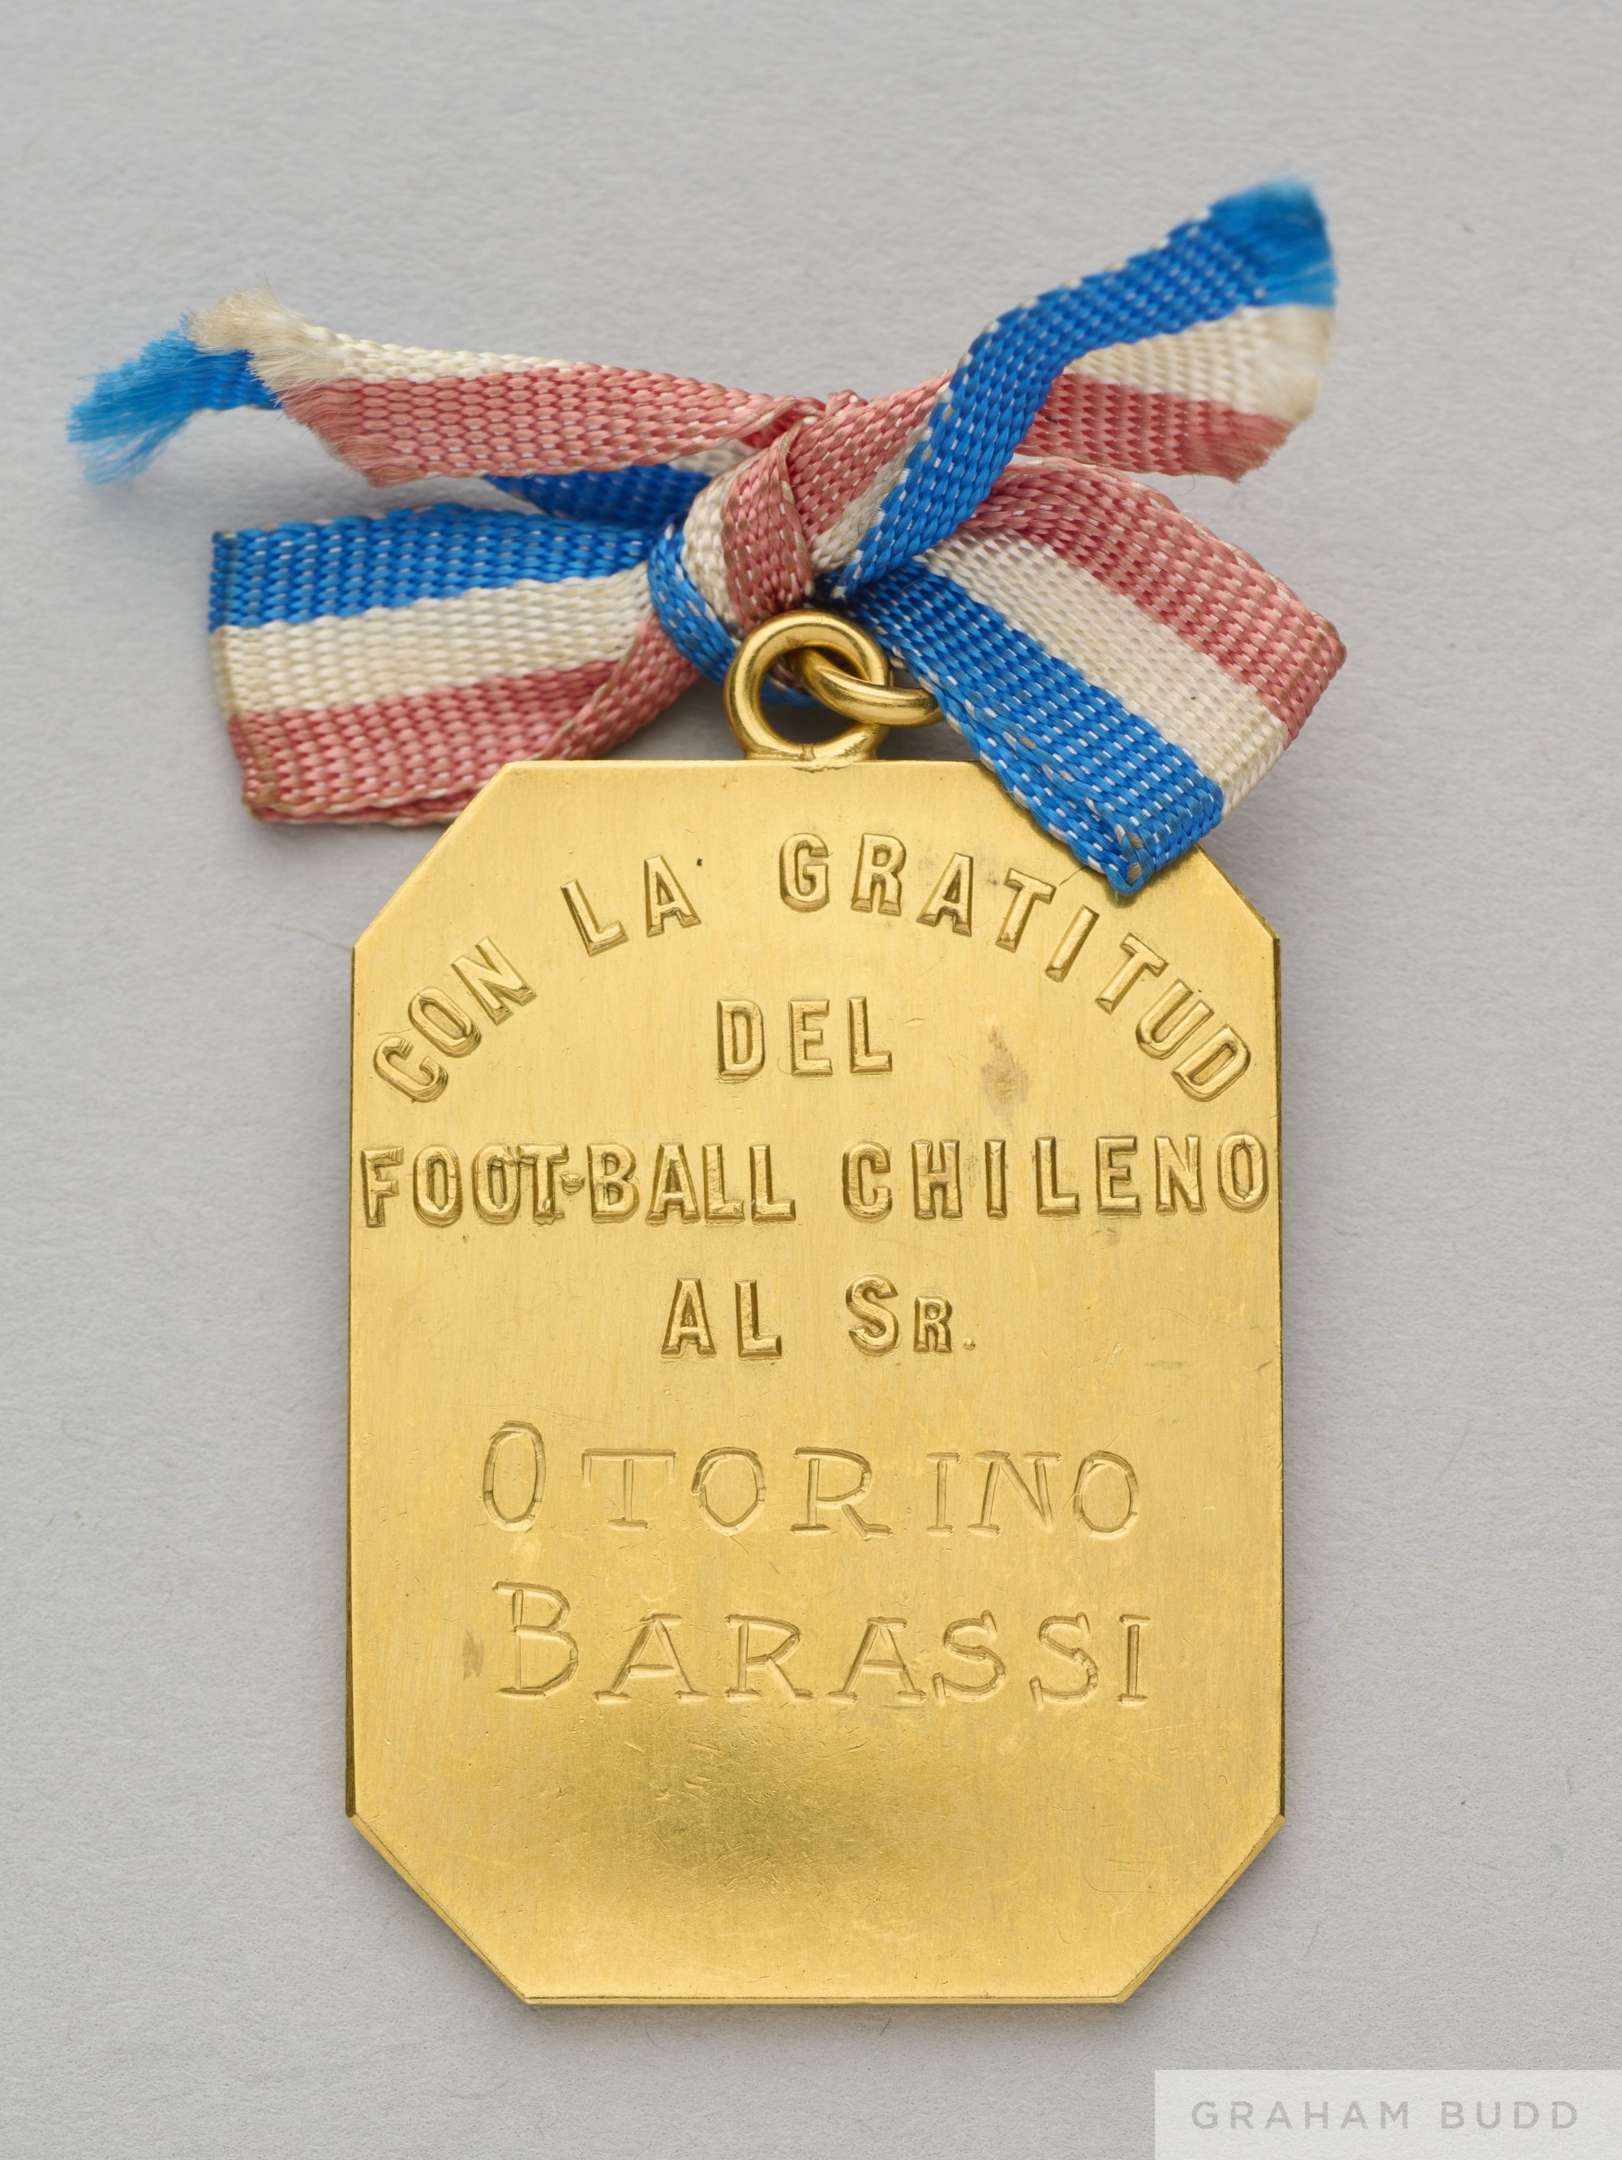 CON LA GRATITUD
DEL
FOOT-BALL CHILENO
AL SR.
OTORINO
BARASSI
GRAHAM BUDD